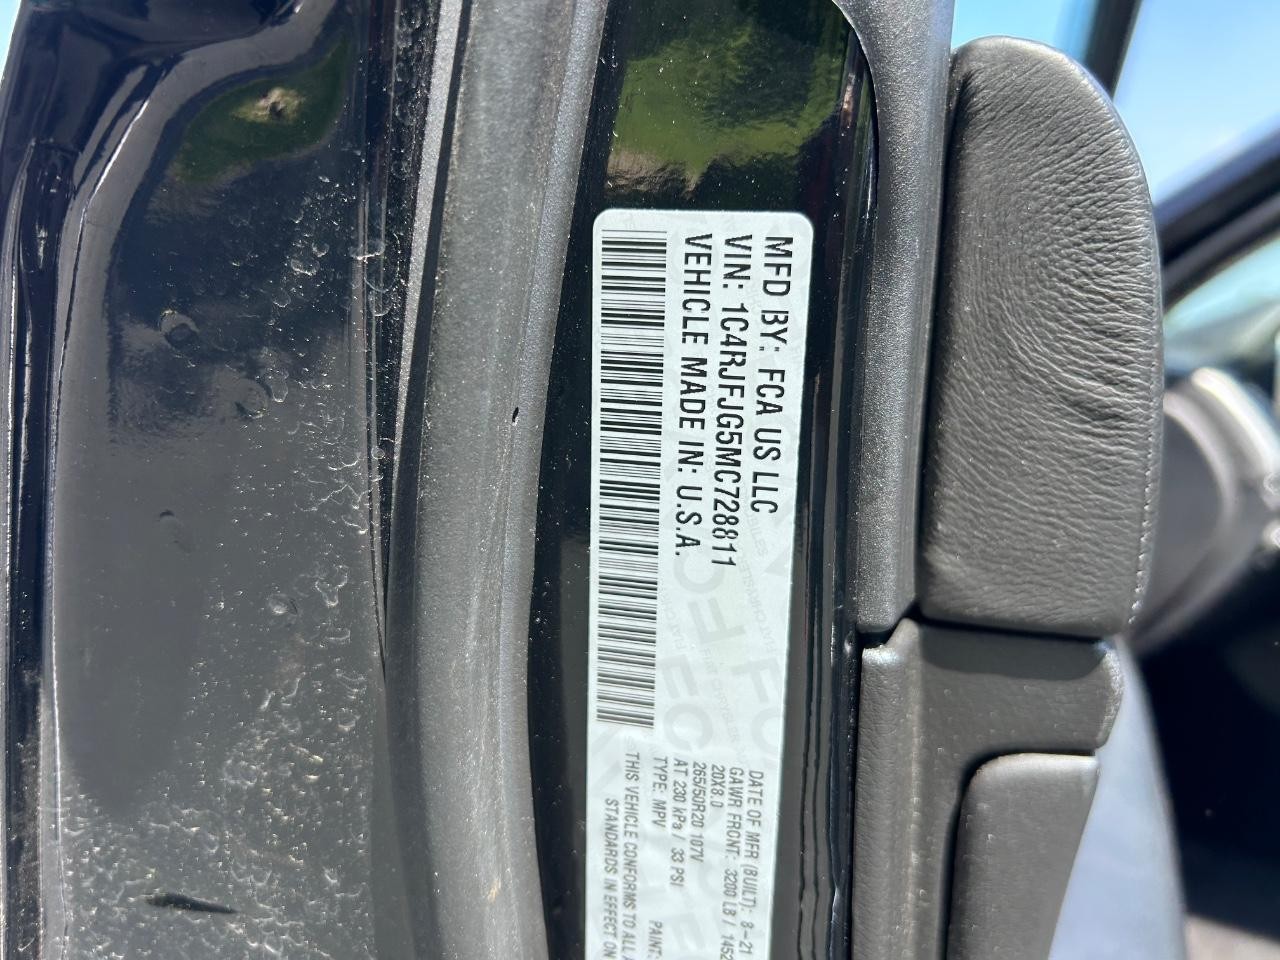 MFD BY: FCA US LLC
VIN: 1C4RJFJG5MC728811
VEHICLE MADE IN: U.S.A.
DATE OF MFR (BUILT): 8-21
GAWR FRONT: 3200 LB / 1452
20X8.0
265/50R20 107V
AT 230 kPa / 33 PSI
TYPE: MPV PAINT:
THIS VEHICLE CONFORMS TO ALL
STANDARDS IN EFFECT ON